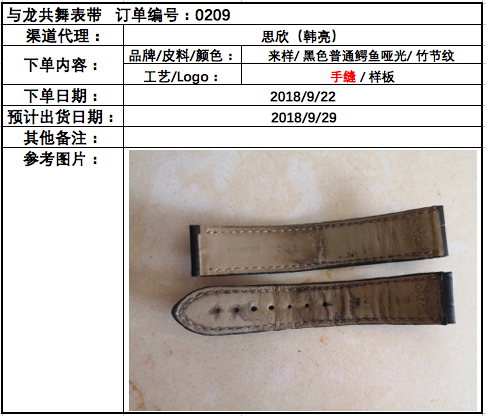 与龙共舞表带 订单编号：0209
渠道代理： 思欣（韩亮）
下单内容： 品牌/皮料/颜色： 来样/ 黑色普通鳄鱼哑光/ 竹节纹
工艺/Logo： 手缝 / 样板
下单日期： 2018/9/22
预计出货日期： 2018/9/29
其他备注：
参考图片：